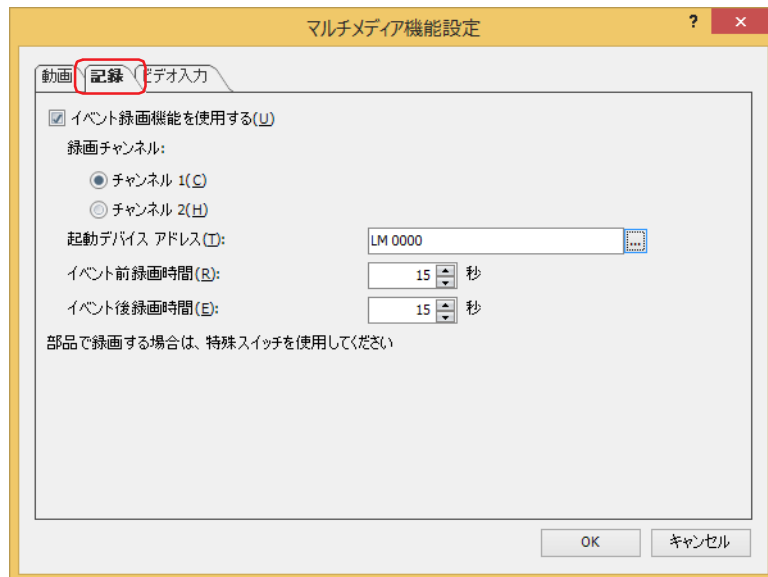 マルチメディア機能設定
? ×
動画 記録 ビデオ入力
イベント録画機能を使用する(U)
録画チャンネル:
チャンネル 1(C)
チャンネル 2(H)
起動デバイス アドレス(T): LM 0000 ...
イベント前録画時間(R): 15 秒
イベント後録画時間(E): 15 秒
部品で録画する場合は、特殊スイッチを使用してください
OK キャンセル